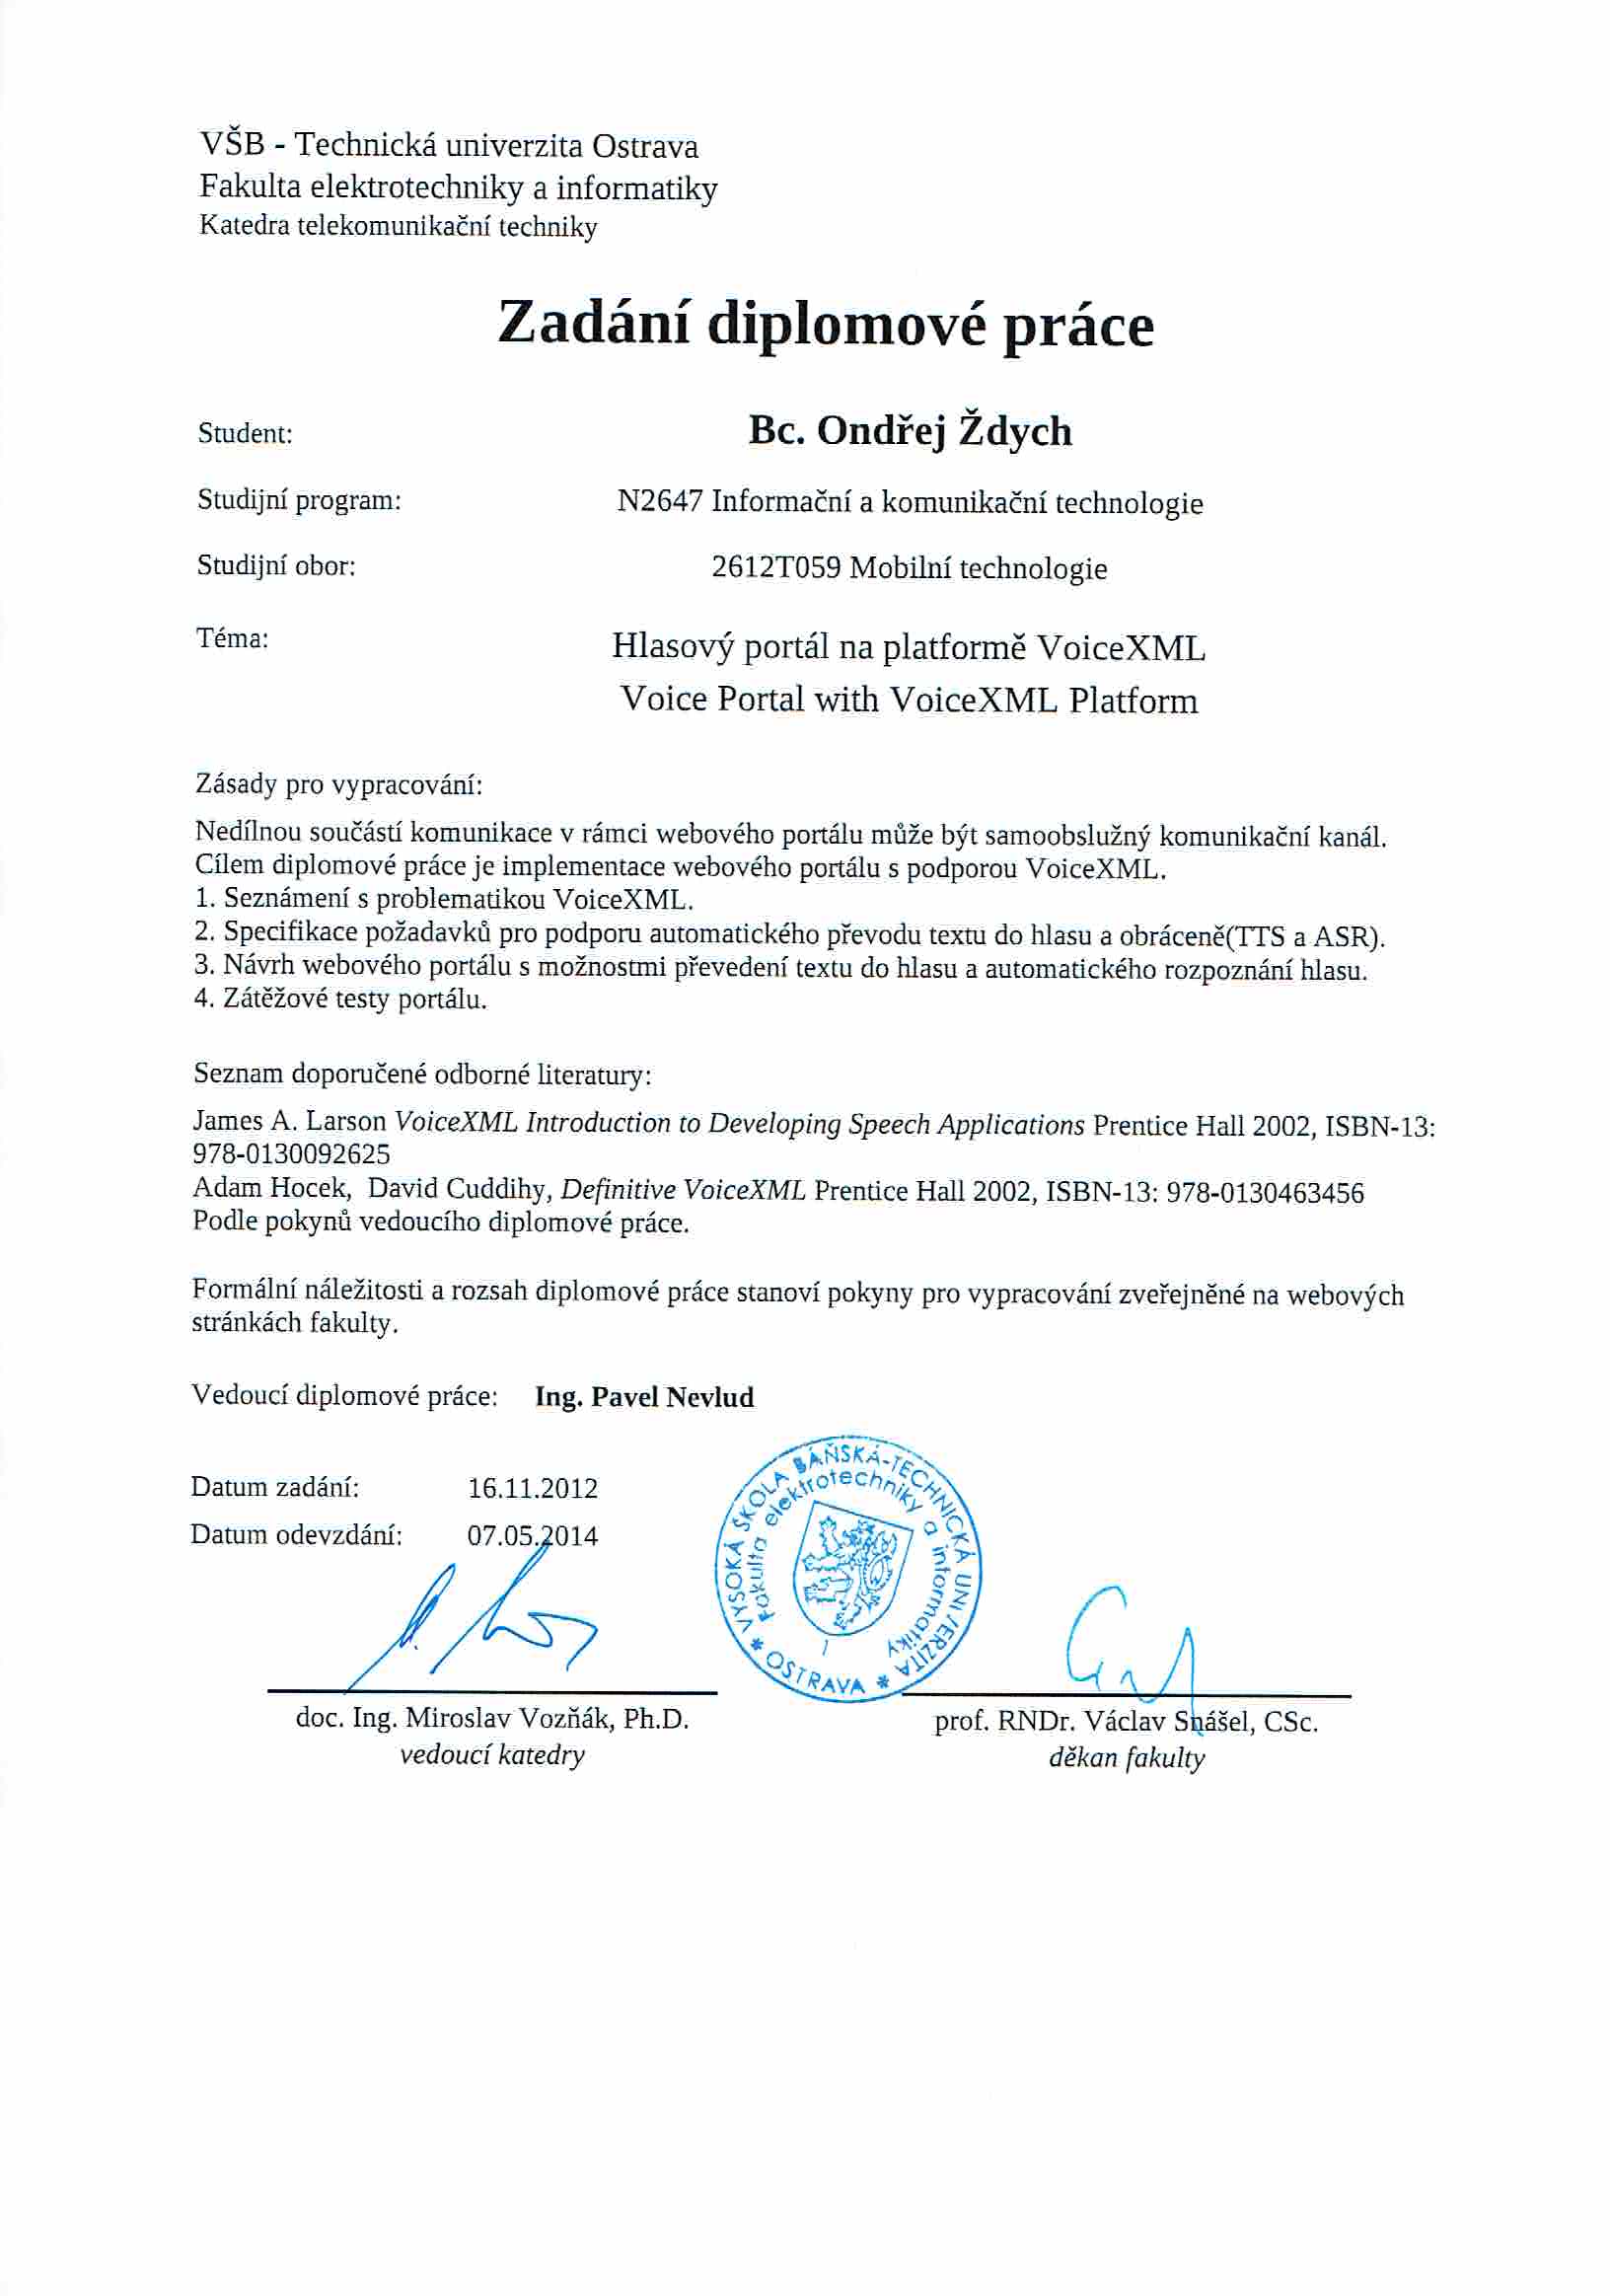 VŠB - Technická univerzita Ostrava
Fakulta elektrotechniky a informatiky
Katedra telekomunikační techniky
Zadání diplomové práce
Student:
Bc. Ondřej Ždych
Studijní program:
N2647 Informační a komunikační technologie
Studijní obor:
2612T059 Mobilní technologie
Téma:
Hlasový portál na platformě VoiceXML
Voice Portal with VoiceXML Platform
Zásady pro vypracování:
Nedílnou součástí komunikace v rámci webového portálu může být samoobslužný komunikační kanál.
Cílem diplomové práce je implementace webového portálu s podporou VoiceXML.
1. Seznámení s problematikou VoiceXML.
2. Specifikace požadavků pro podporu automatického převodu textu do hlasu a obráceně(TTS a ASR).
3. Návrh webového portálu s možnostmi převedení textu do hlasu a automatického rozpoznání hlasu.
4. Zátěžové testy portálu.
Seznam doporučené odborné literatury:
James A. Larson VoiceXML Introduction to Developing Speech Applications Prentice Hall 2002, ISBN-13:
978-0130092625
Adam Hocek, David Cuddihy, Definitive VoiceXML Prentice Hall 2002, ISBN-13: 978-0130463456
Podle pokynů vedoucího diplomové práce.
Formální náležitosti a rozsah diplomové práce stanoví pokyny pro vypracování zveřejněné na webových
stránkách fakulty.
Vedoucí diplomové práce: Ing. Pavel Nevlud
Datum zadání: 16.11.2012
Datum odevzdání: 07.05.2014
VYSOKÁ ŠKOLA BÁŇSKÁ-TECHNICKÁ UNIVERZITA * OSTRAVA *
Fakulta elektrotechniky a informatiky
1
doc. Ing. Miroslav Vozňák, Ph.D.
vedoucí katedry
prof. RNDr. Václav Snášel, CSc.
děkan fakulty